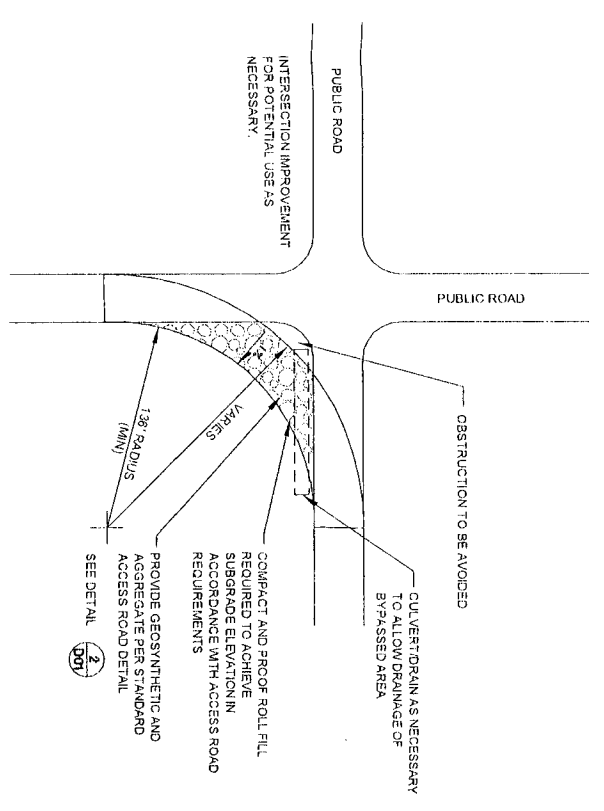 PUBLIC ROAD
INTERSECTION IMPROVEMENT
FOR POTENTIAL USE AS
NECESSARY.
PUBLIC ROAD
OBSTRUCTION TO BE AVOIDED
CULVERT/DRAIN AS NECESSARY
TO ALLOW DRAINAGE OF
BYPASSED AREA
VARIES
136' RADIUS
(MIN)
COMPACT AND PROOF ROLL FILL
REQUIRED TO ACHIEVE
SUBGRADE ELEVATION IN
ACCORDANCE WITH ACCESS ROAD
REQUIREMENTS
PROVIDE GEOSYNTHETIC AND
AGGREGATE PER STANDARD
ACCESS ROAD DETAIL
SEE DETAIL
2
D01